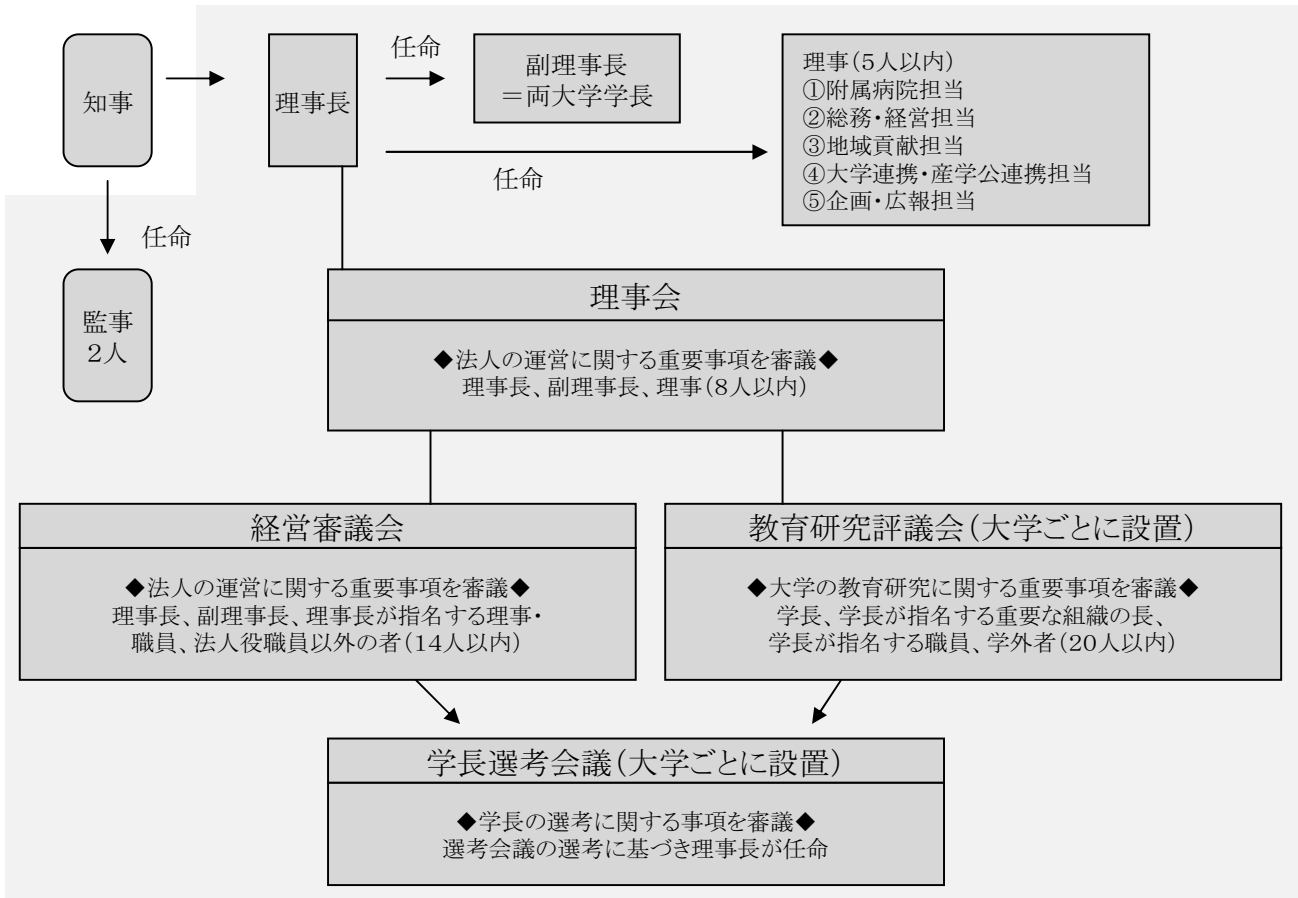 知事
理事長
任命
副理事長
＝両大学学長
任命
理事(5人以内)
①附属病院担当
②総務・経営担当
③地域貢献担当
④大学連携・産学公連携担当
⑤企画・広報担当
任命
監事
2人
理事会
◆法人の運営に関する重要事項を審議◆
理事長、副理事長、理事(8人以内)
経営審議会
◆法人の運営に関する重要事項を審議◆
理事長、副理事長、理事長が指名する理事・
職員、法人役職員以外の者(14人以内)
教育研究評議会(大学ごとに設置)
◆大学の教育研究に関する重要事項を審議◆
学長、学長が指名する重要な組織の長、
学長が指名する職員、学外者(20人以内)
学長選考会議(大学ごとに設置)
◆学長の選考に関する事項を審議◆
選考会議の選考に基づき理事長が任命